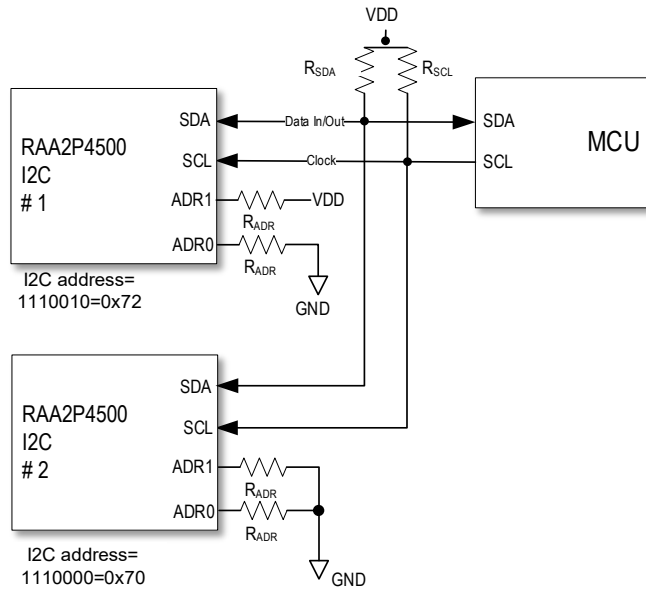 VDD
RSDA
RSCL
RAA2P4500
I2C
# 1
SDA
SCL
ADR1
ADR0
Data In/Out
Clock
SDA
SCL
MCU
RADR
VDD
RADR
GND
I2C address=
1110010=0x72
RAA2P4500
I2C
# 2
SDA
SCL
ADR1
ADR0
RADR
RADR
GND
I2C address=
1110000=0x70